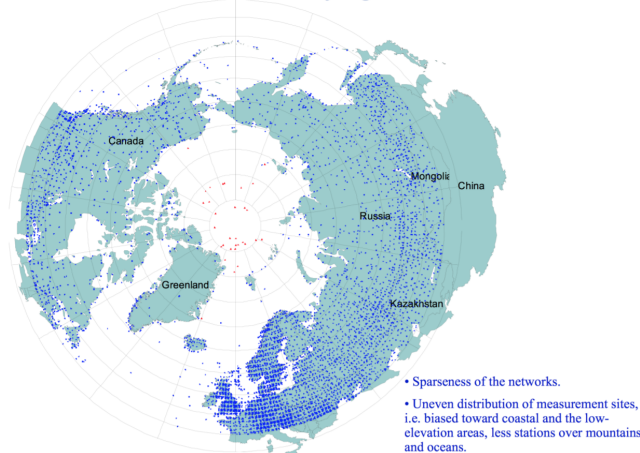 Canada
Mongolia
China
Russia
Greenland
Kazakhstan
• Sparseness of the networks.
• Uneven distribution of measurement sites,
i.e. biased toward coastal and the low-
elevation areas, less stations over mountains
and oceans.